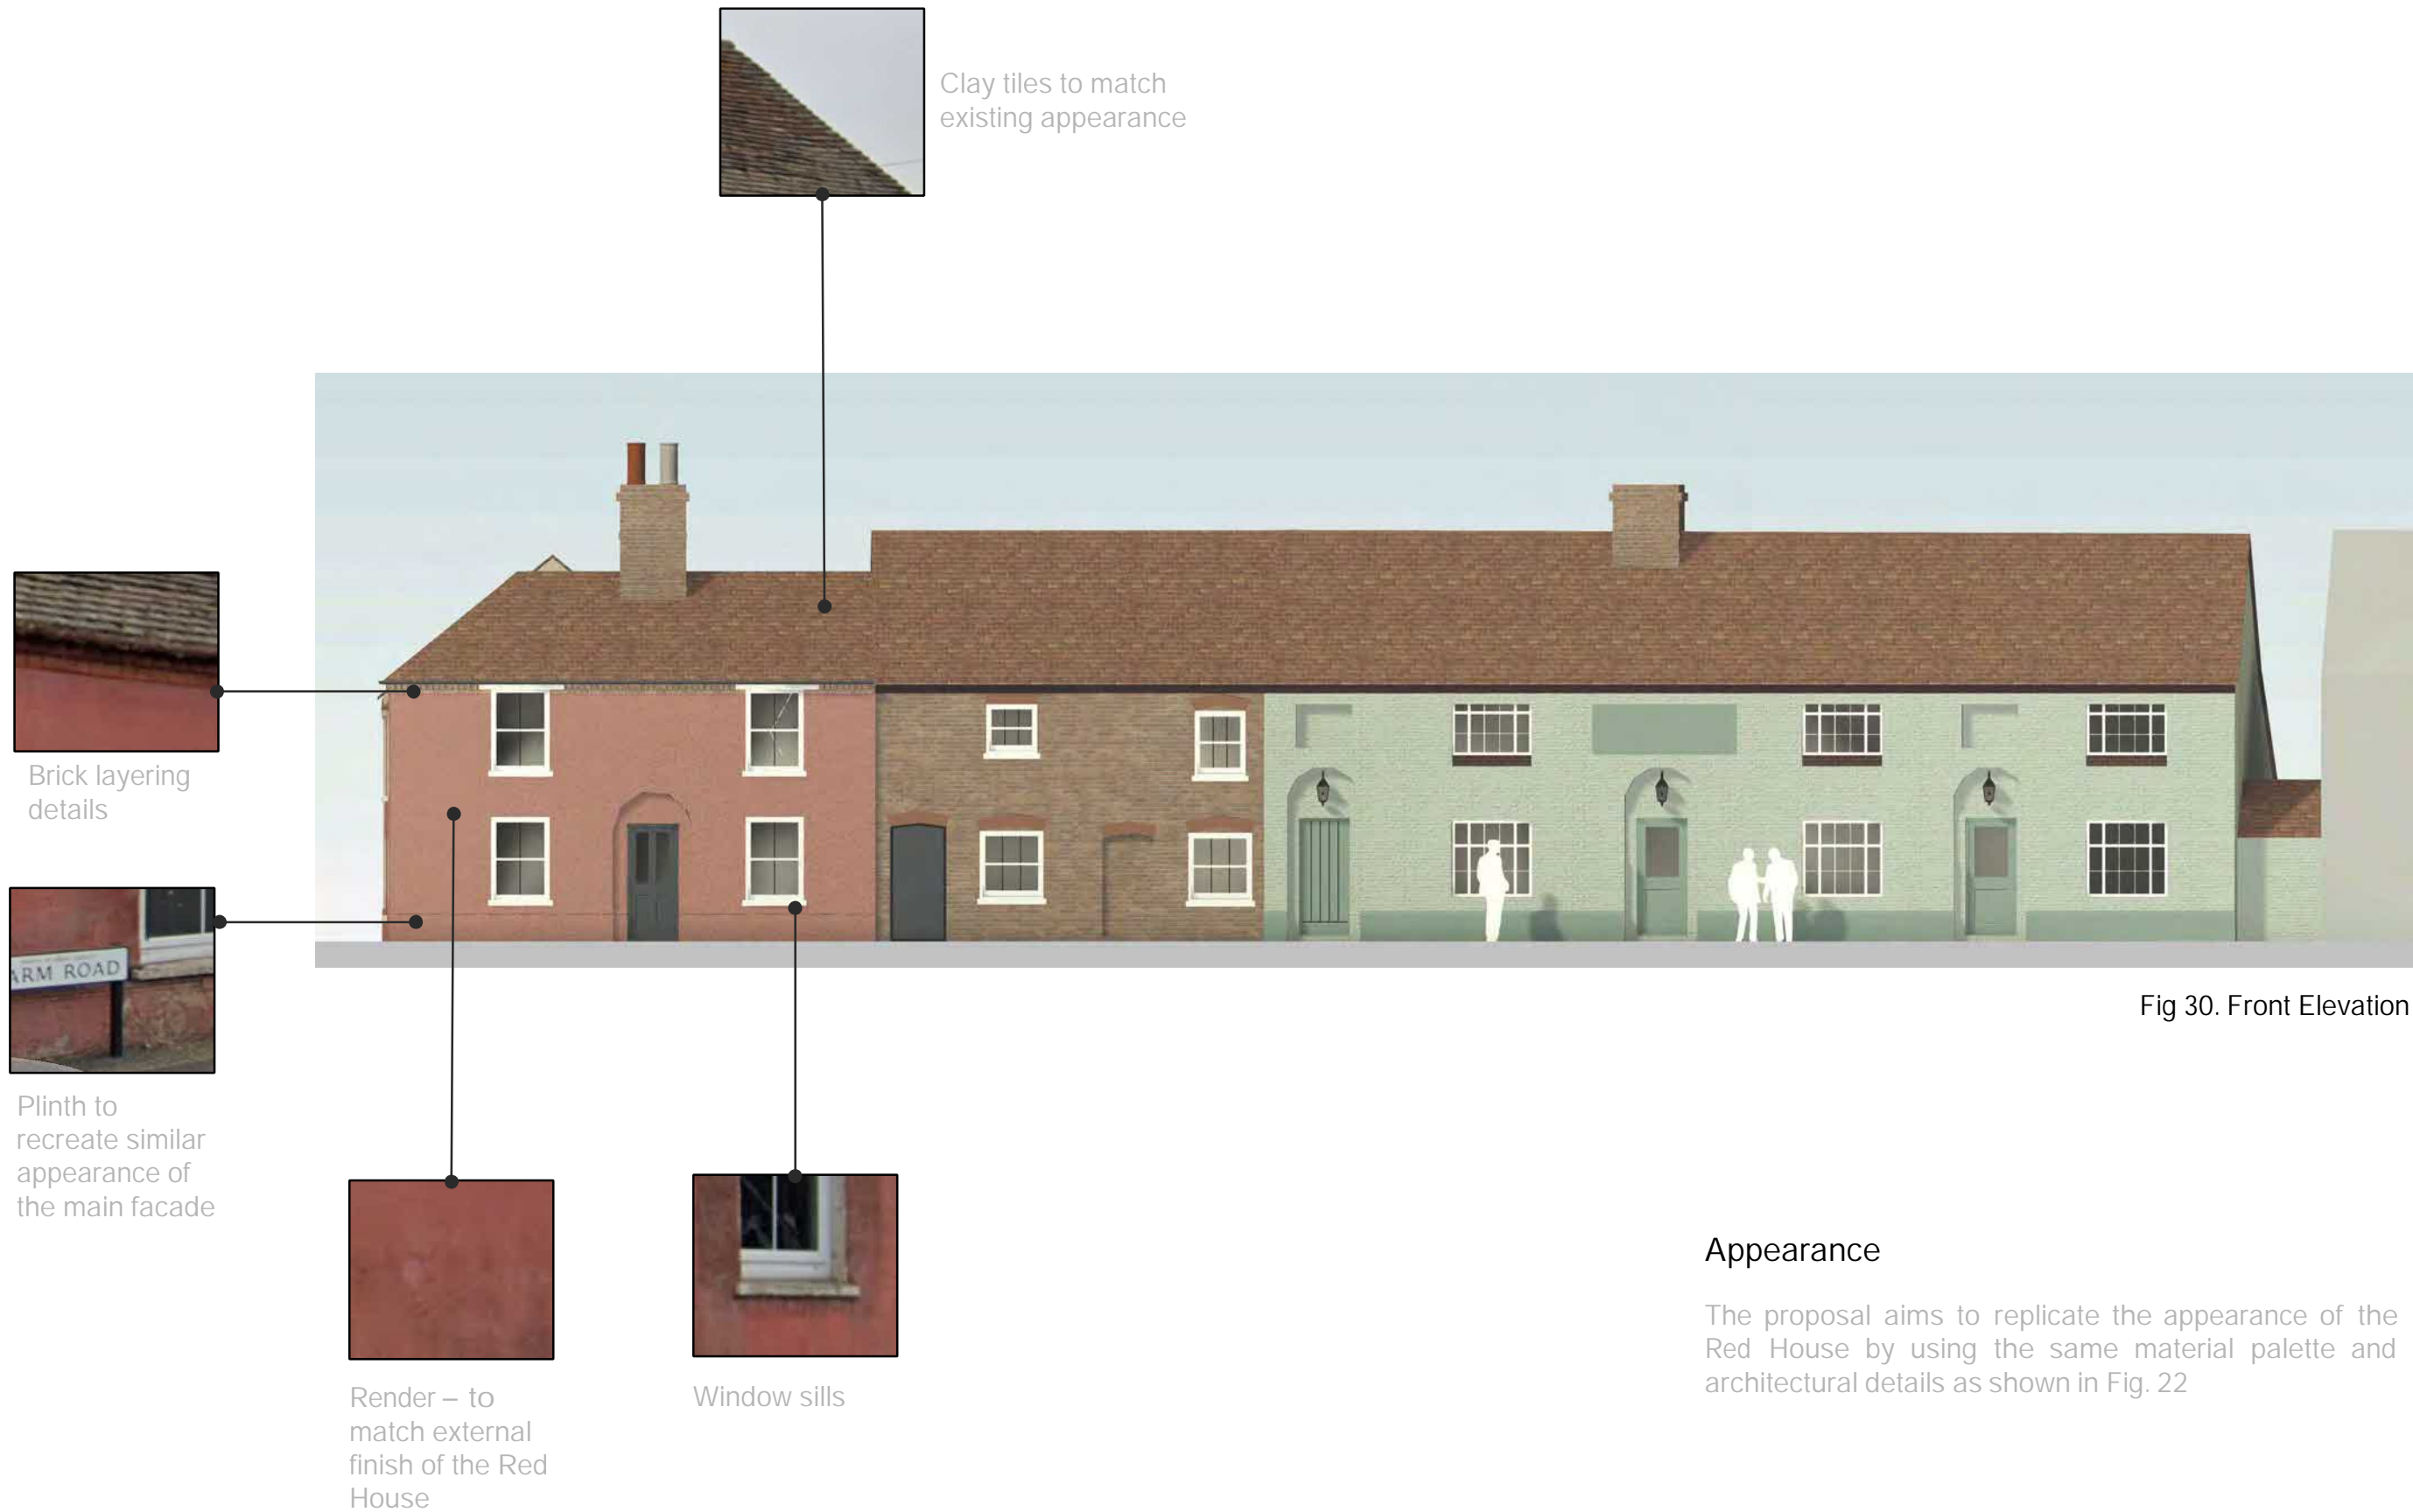 Clay tiles to match
existing appearance
Brick layering
details
ARM ROAD
Plinth to
recreate similar
appearance of
the main facade
Render – to
match external
finish of the Red
House
Window sills
Fig 30. Front Elevation
Appearance
The proposal aims to replicate the appearance of the
Red House by using the same material palette and
architectural details as shown in Fig. 22